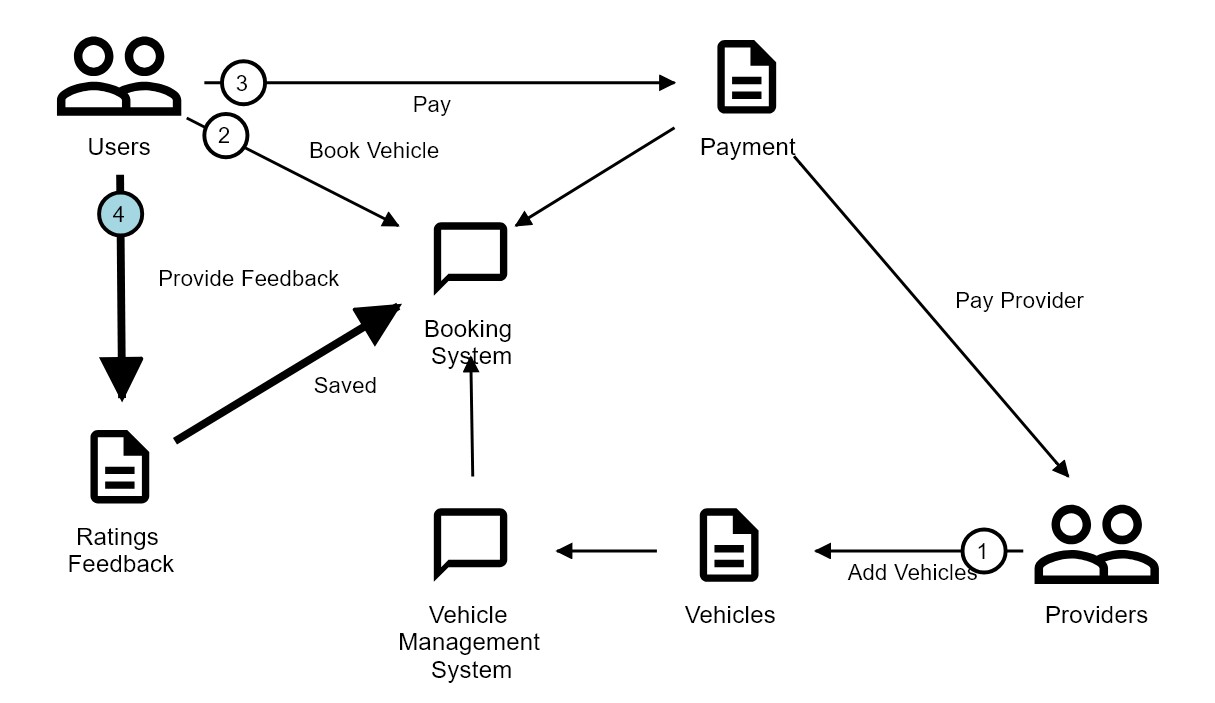 3
Pay
Users
2
Book Vehicle
Payment
4
Provide Feedback
Pay Provider
Booking
System
Saved
Ratings
Feedback
1
Add Vehicles
Vehicle
Management
System
Vehicles
Providers